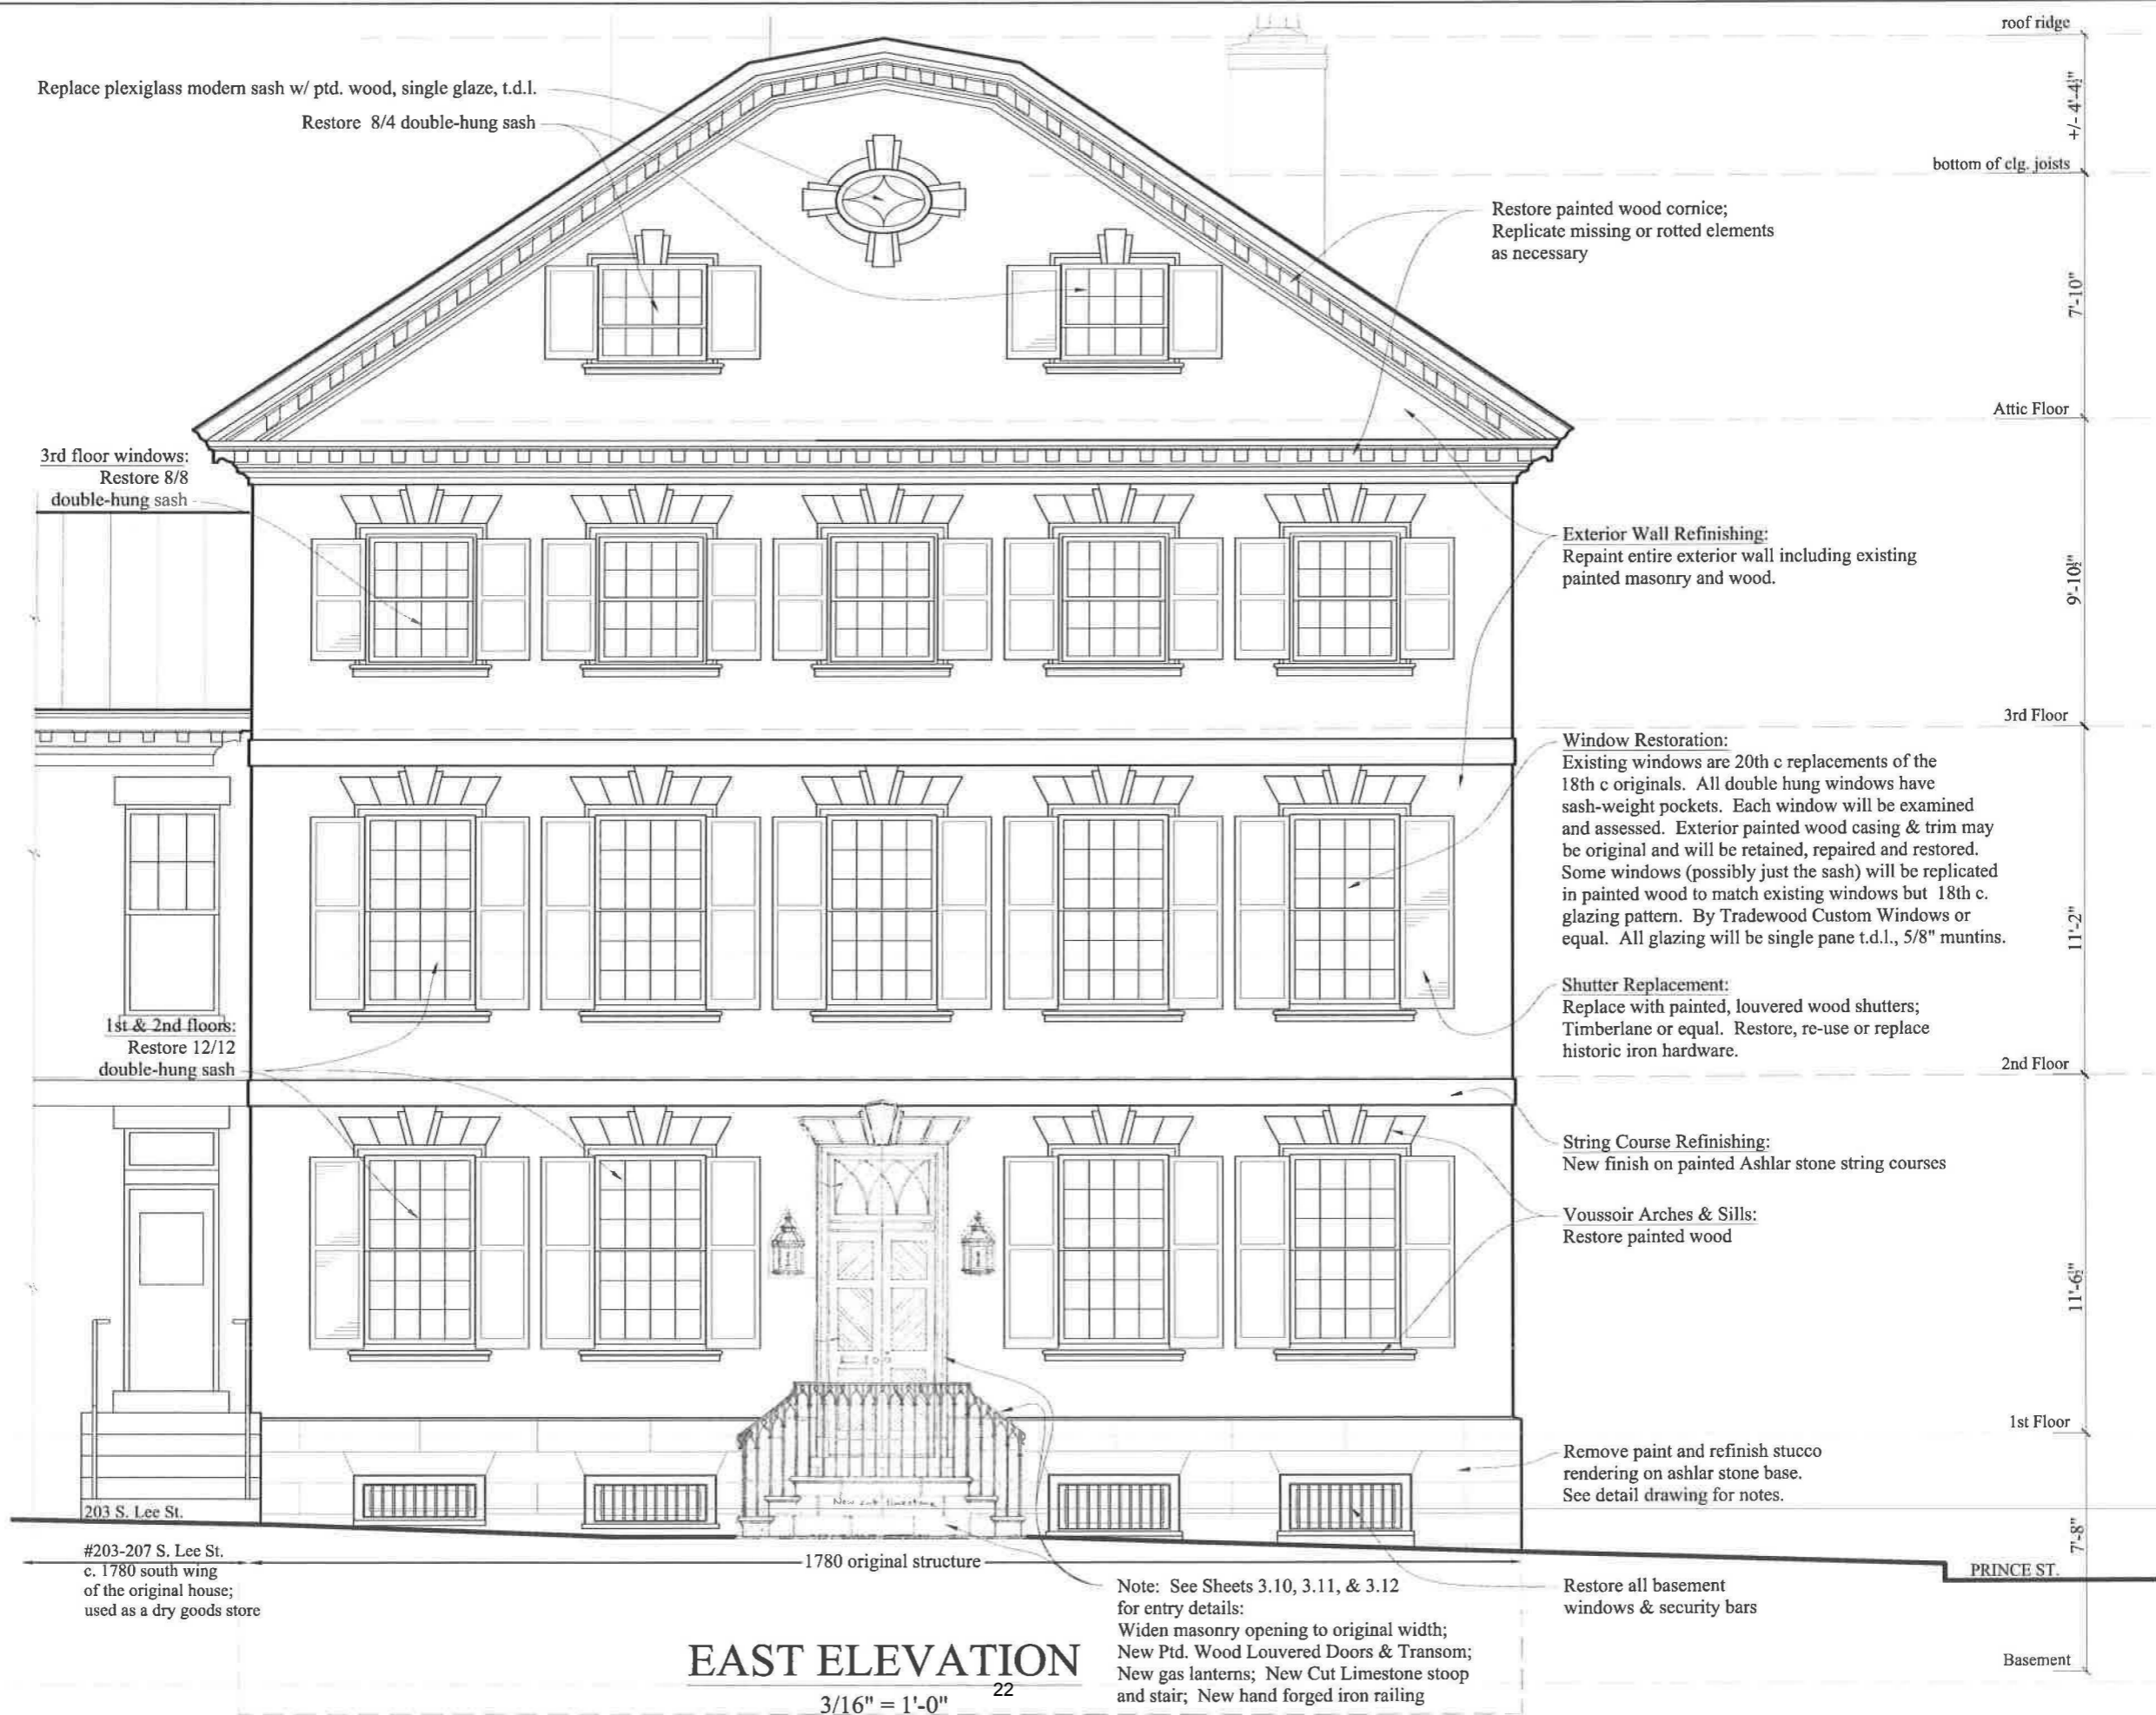 roof ridge
+/- 4'-4½"
Replace plexiglass modern sash w/ ptd. wood, single glaze, t.d.l.
Restore 8/4 double-hung sash
bottom of clg. joists
Restore painted wood cornice;
Replicate missing or rotted elements
as necessary
7'-10"
Attic Floor
3rd floor windows:
Restore 8/8
double-hung sash
Exterior Wall Refinishing:
Repaint entire exterior wall including existing
painted masonry and wood.
9'-10½"
3rd Floor
Window Restoration:
Existing windows are 20th c replacements of the
18th c originals. All double hung windows have
sash-weight pockets. Each window will be examined
and assessed. Exterior painted wood casing & trim may
be original and will be retained, repaired and restored.
Some windows (possibly just the sash) will be replicated
in painted wood to match existing windows but 18th c.
glazing pattern. By Tradewood Custom Windows or
equal. All glazing will be single pane t.d.l., 5/8" muntins.
11'-2"
Shutter Replacement:
Replace with painted, louvered wood shutters;
Timberlane or equal. Restore, re-use or replace
historic iron hardware.
1st & 2nd floors:
Restore 12/12
double-hung sash
2nd Floor
String Course Refinishing:
New finish on painted Ashlar stone string courses
Voussoir Arches & Sills:
Restore painted wood
11'-6½"
1st Floor
Remove paint and refinish stucco
rendering on ashlar stone base.
See detail drawing for notes.
New cut limestone
203 S. Lee St.
7'-8"
#203-207 S. Lee St.
c. 1780 south wing
of the original house;
used as a dry goods store
1780 original structure
PRINCE ST.
Note: See Sheets 3.10, 3.11, & 3.12
for entry details:
Widen masonry opening to original width;
New Ptd. Wood Louvered Doors & Transom;
New gas lanterns; New Cut Limestone stoop
and stair; New hand forged iron railing
Restore all basement
windows & security bars
Basement
EAST ELEVATION
22
3/16" = 1'-0"